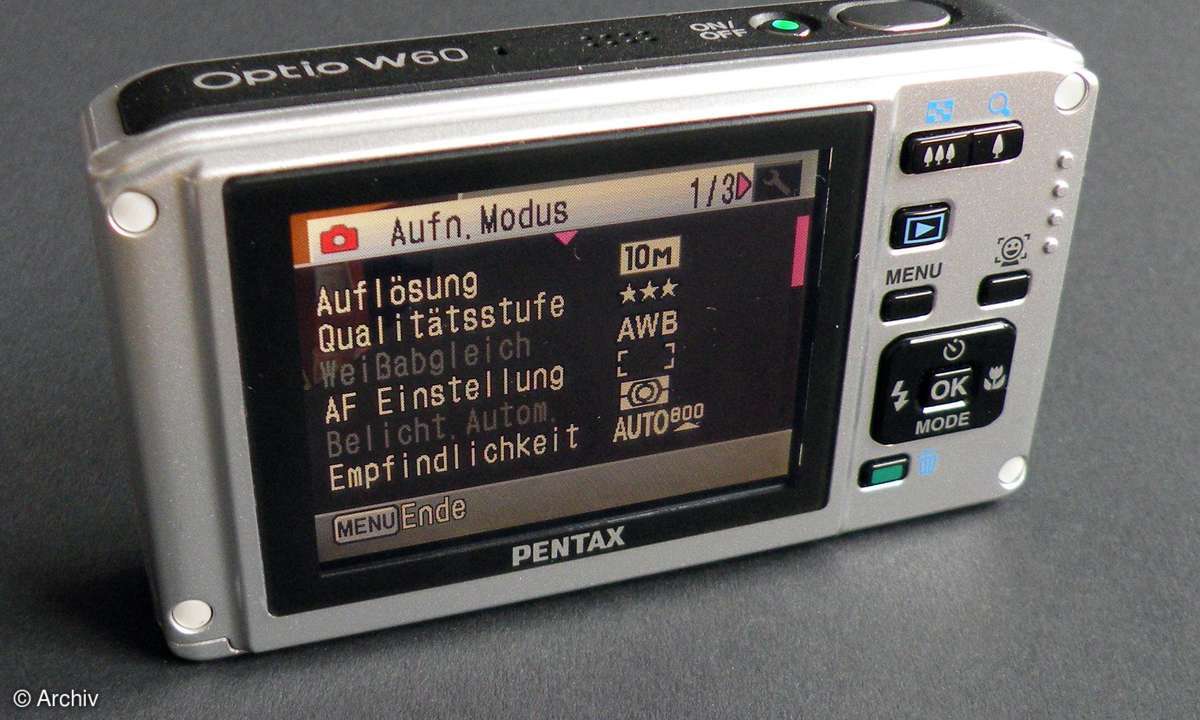 Optio W60
ON/
OFF
Aufn.Modus 1/3
Auflösung 10M
Qualitätsstufe ★★★
Weißabgleich AWB
AF Einstellung
Belicht.Autom.
Empfindlichkeit AUTO800
MENU Ende
PENTAX
MENU
OK
MODE
© Archiv